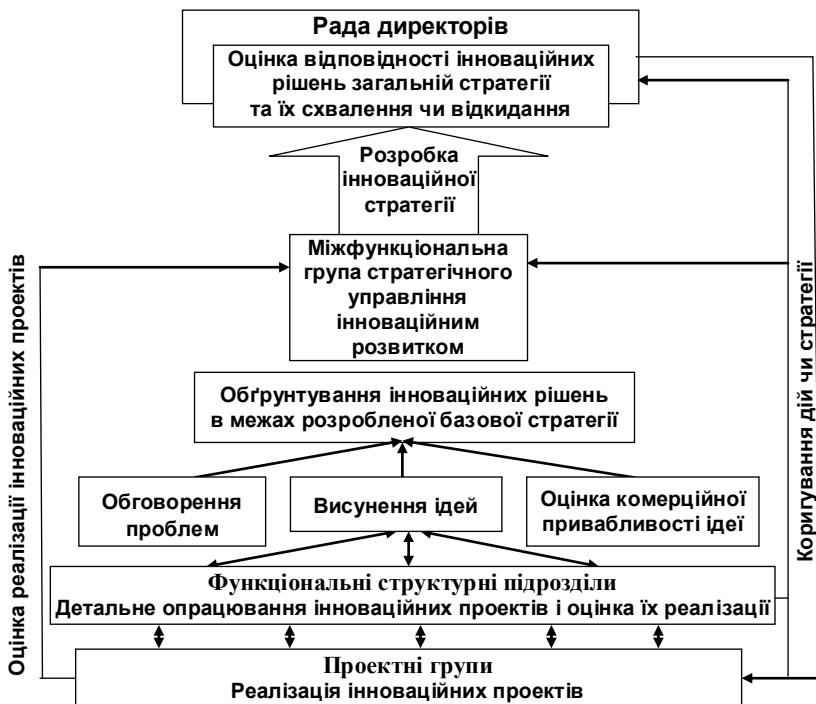 Рада директорів
Оцінка відповідності інноваційних
рішень загальній стратегії
та їх схвалення чи відкидання
Розробка
інноваційної
стратегії
Міжфункціональна
група стратегічного
управління
інноваційним
розвитком
Обґрунтування інноваційних рішень
в межах розробленої базової стратегії
Обговорення
проблем
Висунення ідей
Оцінка комерційної
привабливості ідеї
Функціональні структурні підрозділи
Детальне опрацювання інноваційних проектів і оцінка їх реалізації
Проектні групи
Реалізація інноваційних проектів
Оцінка реалізації інноваційних проектів
Коригування дій чи стратегії